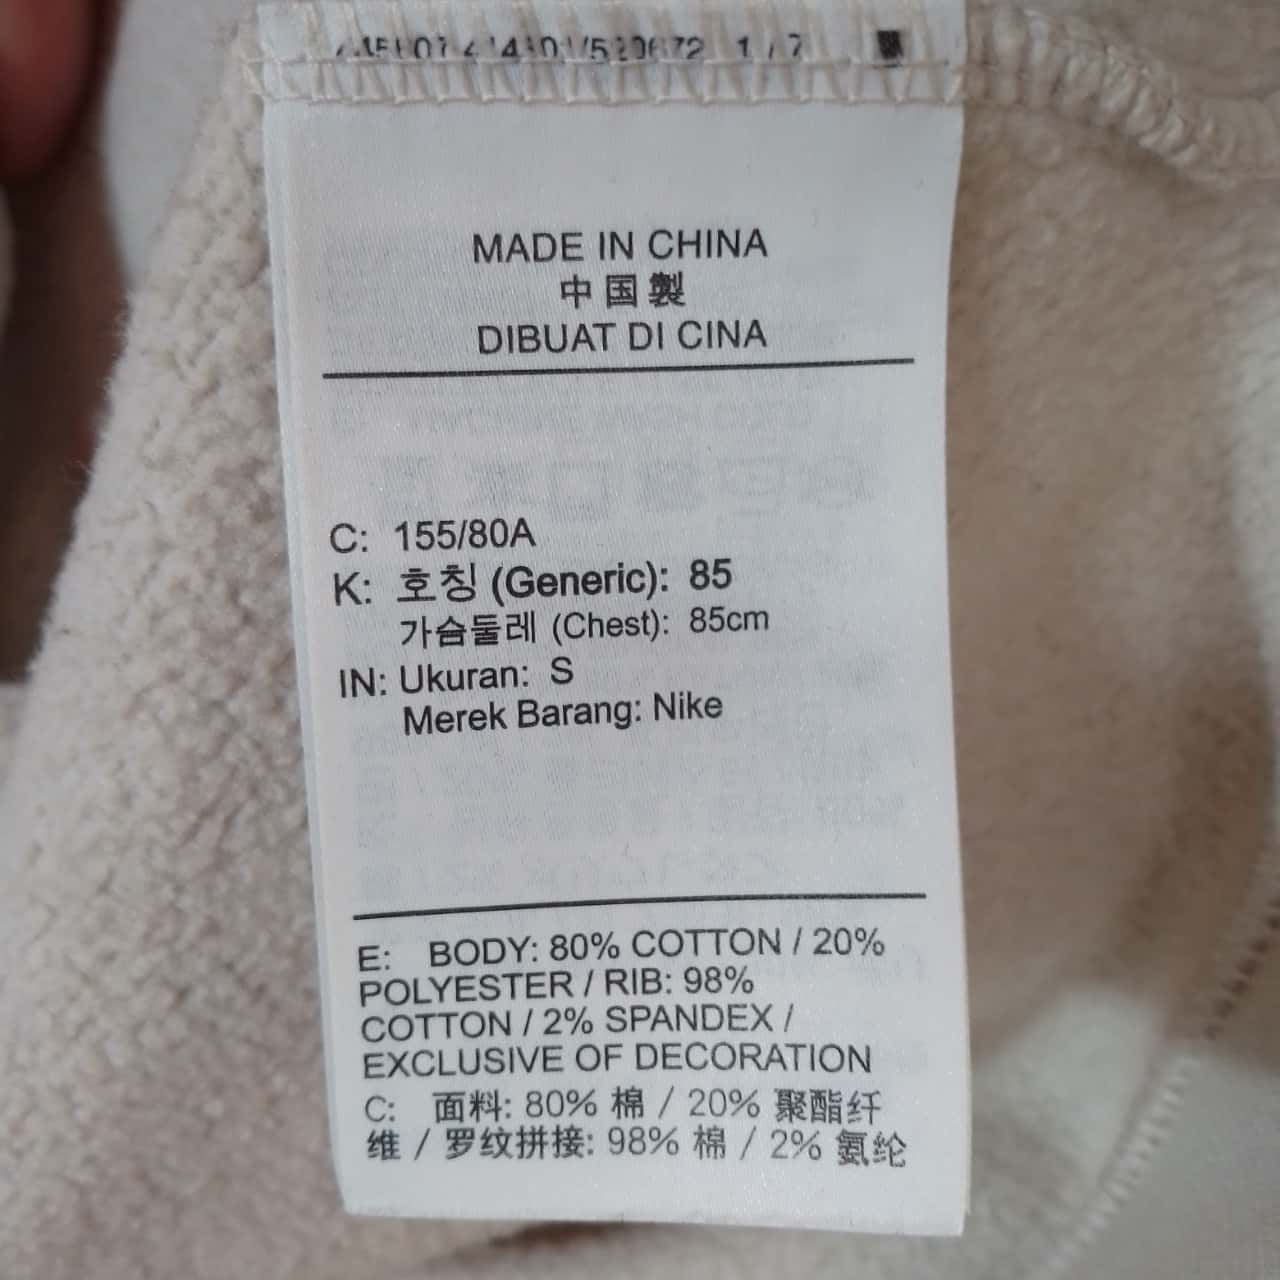 1 / 7
MADE IN CHINA
中国製
DIBUAT DI CINA
C: 155/80A
K: 호칭 (Generic): 85
가슴둘레 (Chest): 85cm
IN: Ukuran: S
Merek Barang: Nike
E: BODY: 80% COTTON / 20%
POLYESTER / RIB: 98%
COTTON / 2% SPANDEX /
EXCLUSIVE OF DECORATION
C: 面料: 80% 棉 / 20% 聚酯纤
维 / 罗纹拼接: 98% 棉 / 2% 氨纶